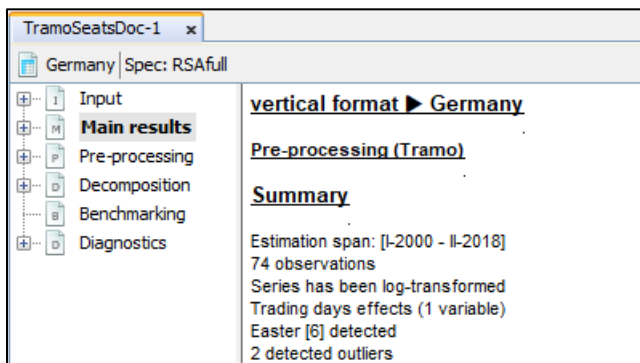 TramoSeatsDoc-1 x
Germany Spec: RSAfull
I Input
M Main results
P Pre-processing
D Decomposition
B Benchmarking
D Diagnostics
vertical format ▶ Germany
Pre-processing (Tramo)
Summary
Estimation span: [I-2000 - II-2018]
74 observations
Series has been log-transformed
Trading days effects (1 variable)
Easter [6] detected
2 detected outliers